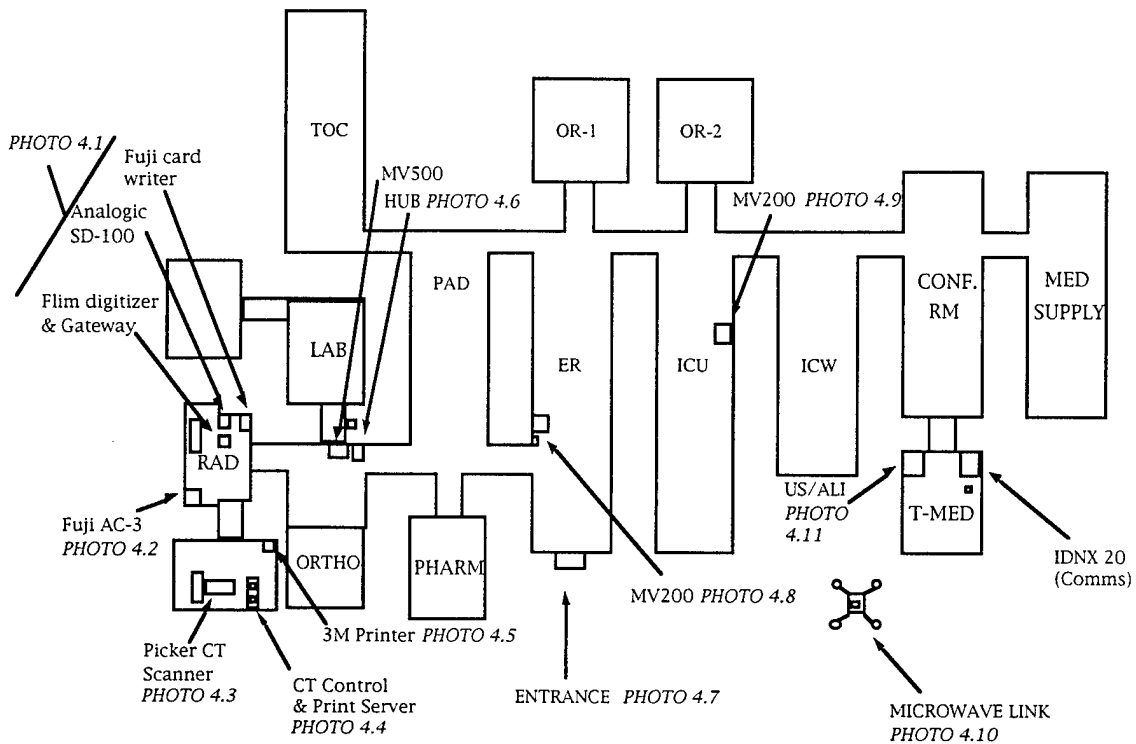 TOC
OR-1
OR-2
PHOTO 4.1
Fuji card
writer
Analogic
SD-100
Flim digitizer
& Gateway
MV500
HUB PHOTO 4.6
MV200 PHOTO 4.9
PAD
LAB
ER
ICU
ICW
CONF.
RM
MED
SUPPLY
RAD
Fuji AC-3
PHOTO 4.2
ORTHO
PHARM
US/ALI
PHOTO
4.11
T-MED
IDNX 20
(Comms)
MV200 PHOTO 4.8
3M Printer PHOTO 4.5
Picker CT
Scanner
PHOTO 4.3
CT Control
& Print Server
PHOTO 4.4
ENTRANCE PHOTO 4.7
MICROWAVE LINK
PHOTO 4.10